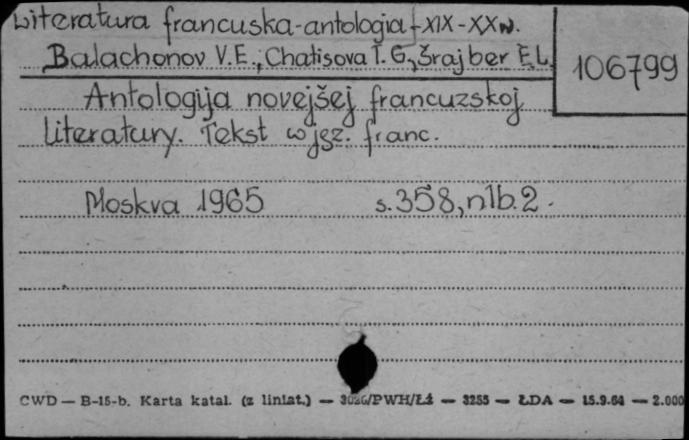 Literatura francuska-antologia-XIX-XXw.
Balachonov V.E., Chatisova T.G., Šrajber E.L.
106799
Antologija novejšej francuzskoj
literatury. Tekst w jęz. franc.
Moskva 1965 s.358, nlb.2.
CWD — B-15-b. Karta katal. (z liniat.) — 3026/PWH/Łż — 3255 — ŁDA — 15.9.64 — 2.000